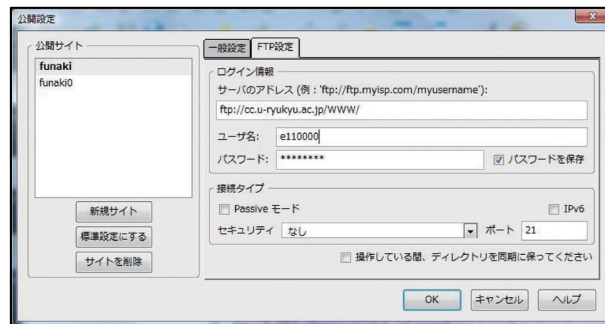 公開設定
公開サイト
funaki
funaki0
新規サイト
標準設定にする
サイトを削除
一般設定 FTP設定
ログイン情報
サーバのアドレス (例：'ftp://ftp.myisp.com/myusername'):
ftp://cc.u-ryukyu.ac.jp/WWW/
ユーザ名: e110000
パスワード: ******** パスワードを保存
接続タイプ
Passive モード IPv6
セキュリティ なし ポート 21
操作している間、ディレクトリを同期に保ってください
OK キャンセル ヘルプ